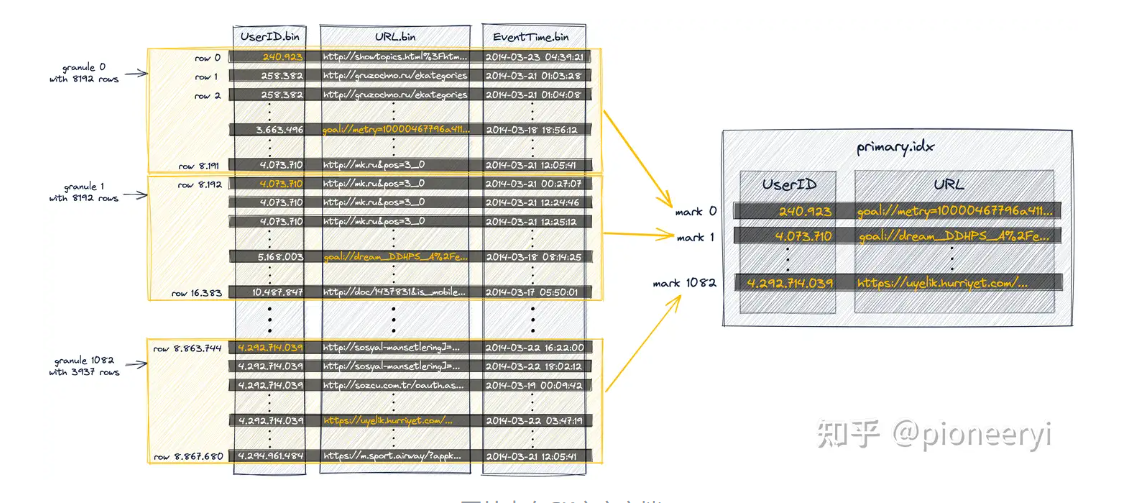 UserID.bin URL.bin EventTime.bin
granule 0
with 8192 rows
row 0 240.923 http://showtopics.html%3Fhtm... 2014-03-23 04:39:21
row 1 258.382 http://gruzochno.ru/ekategories 2014-03-21 01:03:28
row 2 258.382 http://gruzochno.ru/ekategories 2014-03-21 01:04:08
3.663.496 goal://metry=10000467796a411... 2014-03-18 18:56:12
row 8.191 4.073.710 http://mk.ru&pos=3_0 2014-03-21 12:05:41
granule 1
with 8192 rows
row 8.192 4.073.710 http://mk.ru&pos=3_0 2014-03-21 00:27:07
4.073.710 http://mk.ru&pos=3_0 2014-03-21 12:24:46
4.073.710 http://mk.ru&pos=3_0 2014-03-21 12:25:12
5.168.003 goal://dream_DDHPS_A%2Fe... 2014-03-18 08:14:25
row 16.383 10.487.847 http://doc/1437831&is_mobile... 2014-03-17 05:50:01
granule 1082
with 3937 rows
row 8.863.744 4.292.714.039 http://sosyal-mansetlering]=... 2014-03-22 16:22:00
4.292.714.039 http://sosyal-mansetlering]=... 2014-03-22 18:02:12
4.292.714.039 http://sozcu.com.tr/oauth.as... 2014-03-19 00:09:42
4.292.714.039 https://uyelik.hurriyet.com/... 2014-03-22 03:47:19
row 8.867.680 4.294.961.484 https://m.sport.airway/?appk... 2014-03-21 12:05:41
primary.idx
UserID URL
mark 0 240.923 goal://metry=10000467796a411...
mark 1 4.073.710 goal://dream_DDHPS_A%2Fe...
mark 1082 4.292.714.039 https://uyelik.hurriyet.com/...
知乎 @pioneeryi